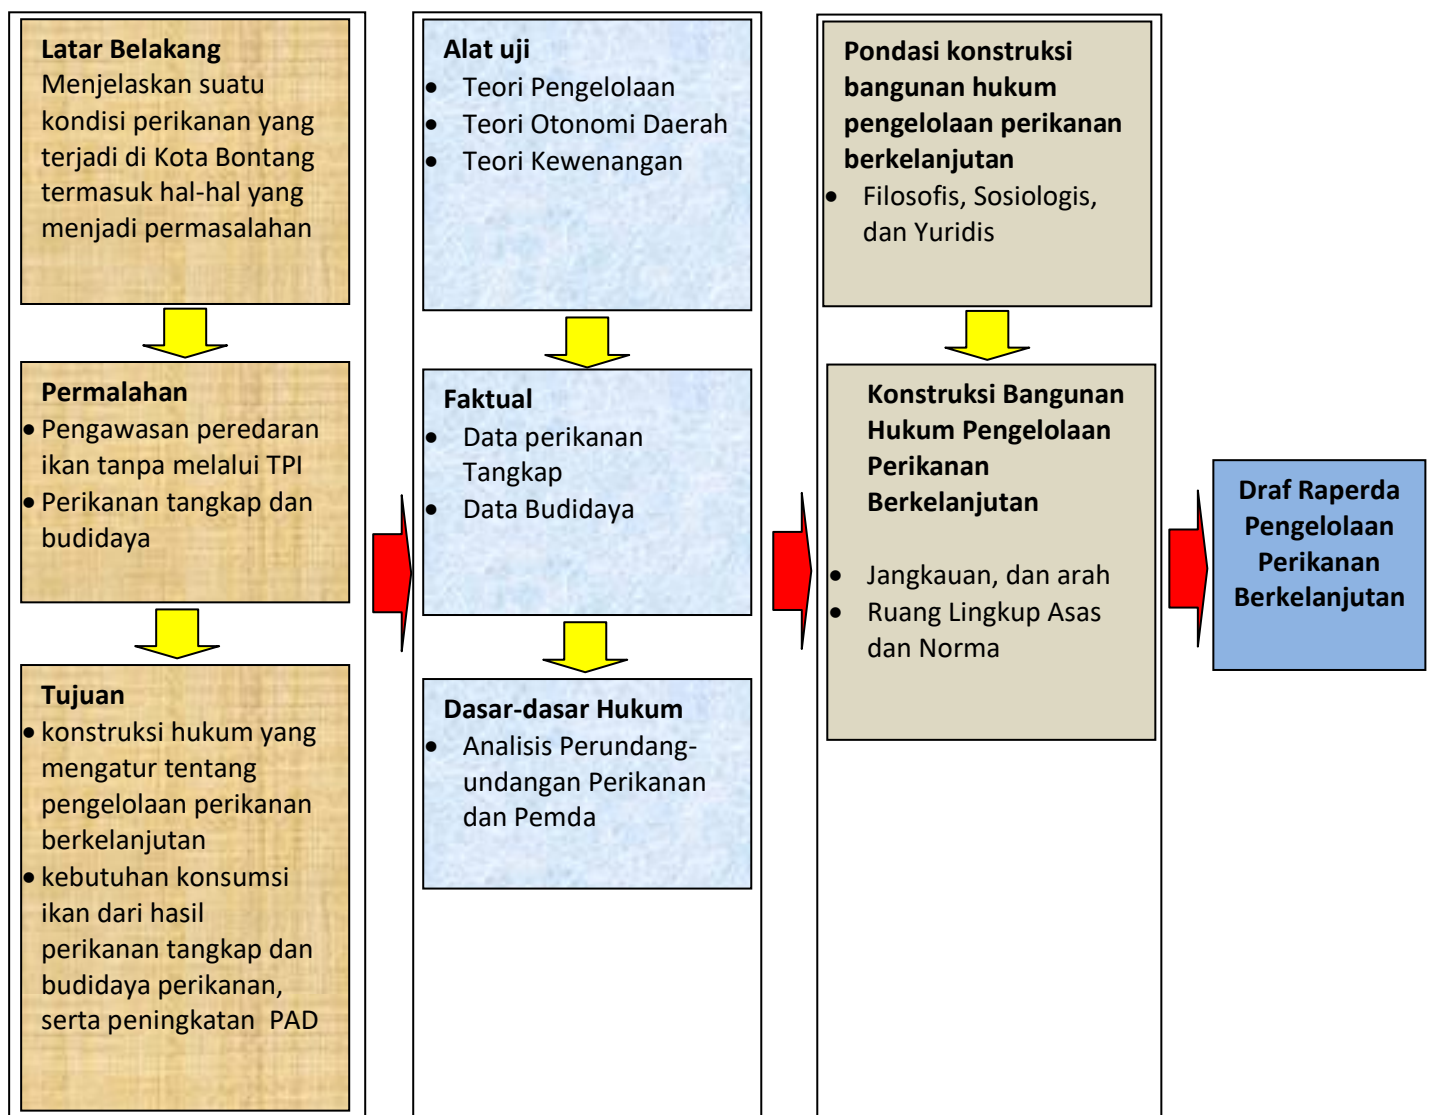 Latar Belakang
Menjelaskan suatu
kondisi perikanan yang
terjadi di Kota Bontang
termasuk hal-hal yang
menjadi permasalahan
Permalahan
• Pengawasan peredaran
ikan tanpa melalui TPI
• Perikanan tangkap dan
budidaya
Tujuan
• konstruksi hukum yang
mengatur tentang
pengelolaan perikanan
berkelanjutan
• kebutuhan konsumsi
ikan dari hasil
perikanan tangkap dan
budidaya perikanan,
serta peningkatan PAD
Alat uji
• Teori Pengelolaan
• Teori Otonomi Daerah
• Teori Kewenangan
Faktual
• Data perikanan
Tangkap
• Data Budidaya
Dasar-dasar Hukum
• Analisis Perundang-
undangan Perikanan
dan Pemda
Pondasi konstruksi
bangunan hukum
pengelolaan perikanan
berkelanjutan
• Filosofis, Sosiologis,
dan Yuridis
Konstruksi Bangunan
Hukum Pengelolaan
Perikanan
Berkelanjutan
• Jangkauan, dan arah
• Ruang Lingkup Asas
dan Norma
Draf Raperda
Pengelolaan
Perikanan
Berkelanjutan